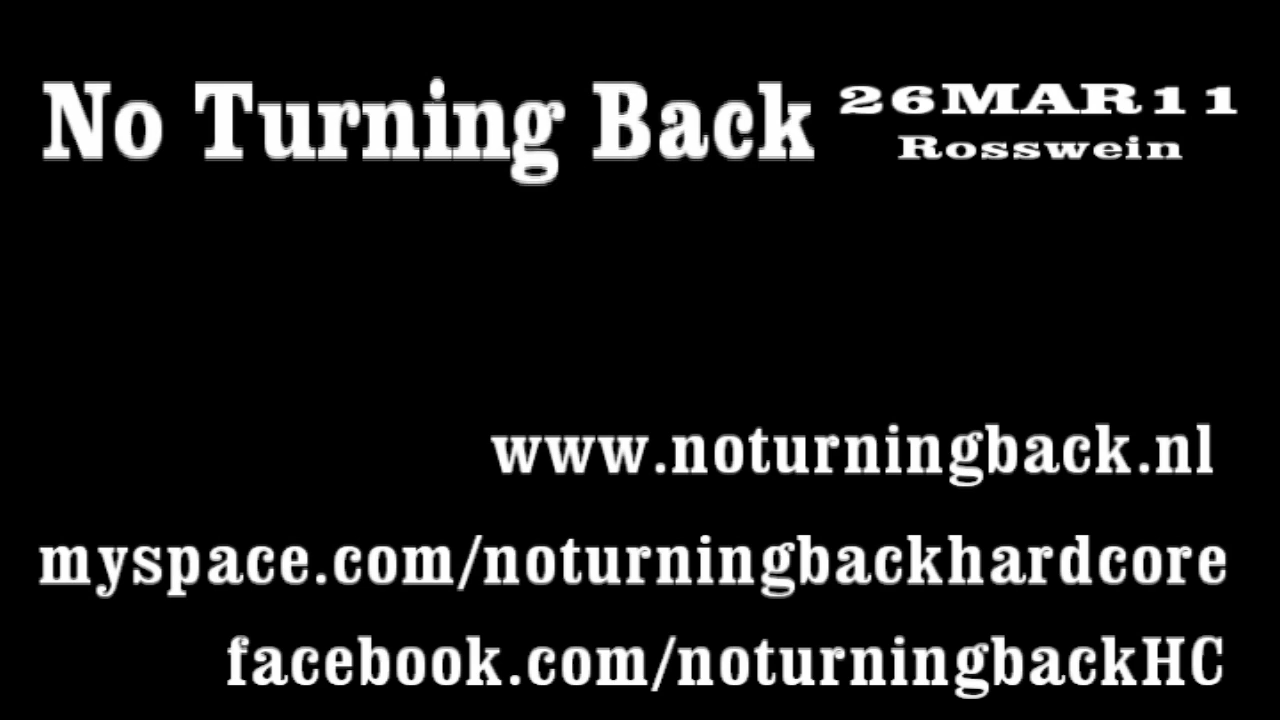 No Turning Back 26MAR11
Rosswein
www.noturningback.nl
myspace.com/noturningbackhardcore
facebook.com/noturningbackHC